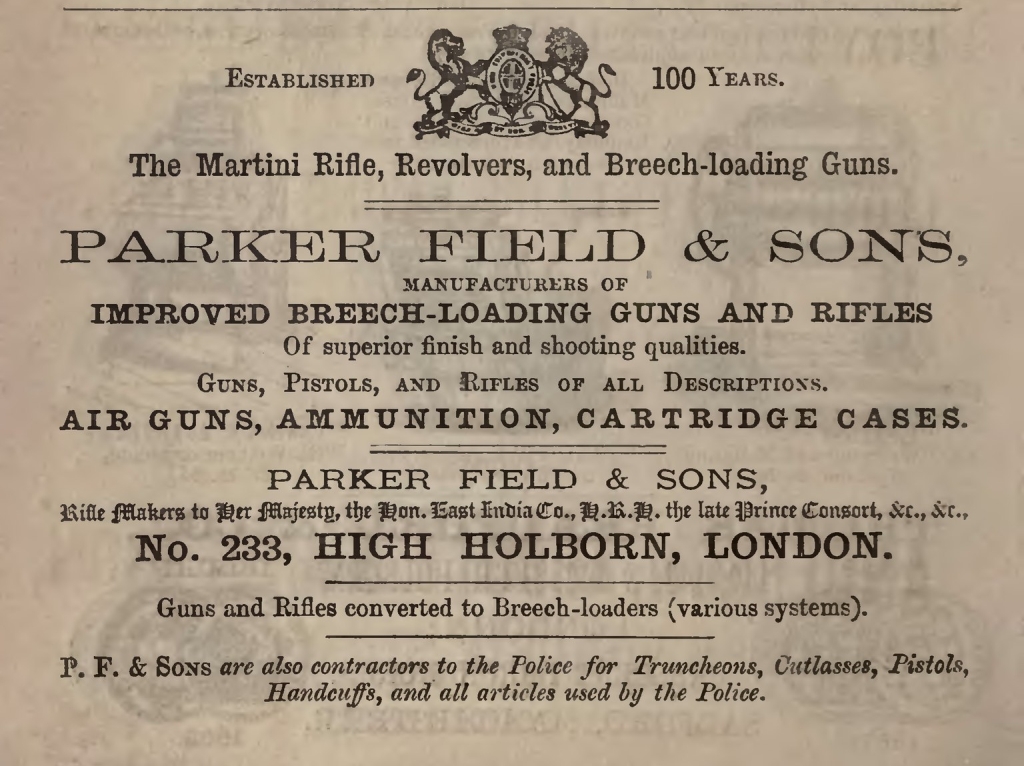 ESTABLISHED 100 YEARS.
The Martini Rifle, Revolvers, and Breech-loading Guns.
PARKER FIELD & SONS,
MANUFACTURERS OF
IMPROVED BREECH-LOADING GUNS AND RIFLES
Of superior finish and shooting qualities.
GUNS, PISTOLS, AND RIFLES OF ALL DESCRIPTIONS.
AIR GUNS, AMMUNITION, CARTRIDGE CASES.
PARKER FIELD & SONS,
Rifle Makers to Her Majesty, the Hon. East India Co., H.R.H. the late Prince Consort, &c., &c.,
No. 233, HIGH HOLBORN, LONDON.
Guns and Rifles converted to Breech-loaders (various systems).
P. F. & SONS are also contractors to the Police for Truncheons, Cutlasses, Pistols,
Handcuffs, and all articles used by the Police.